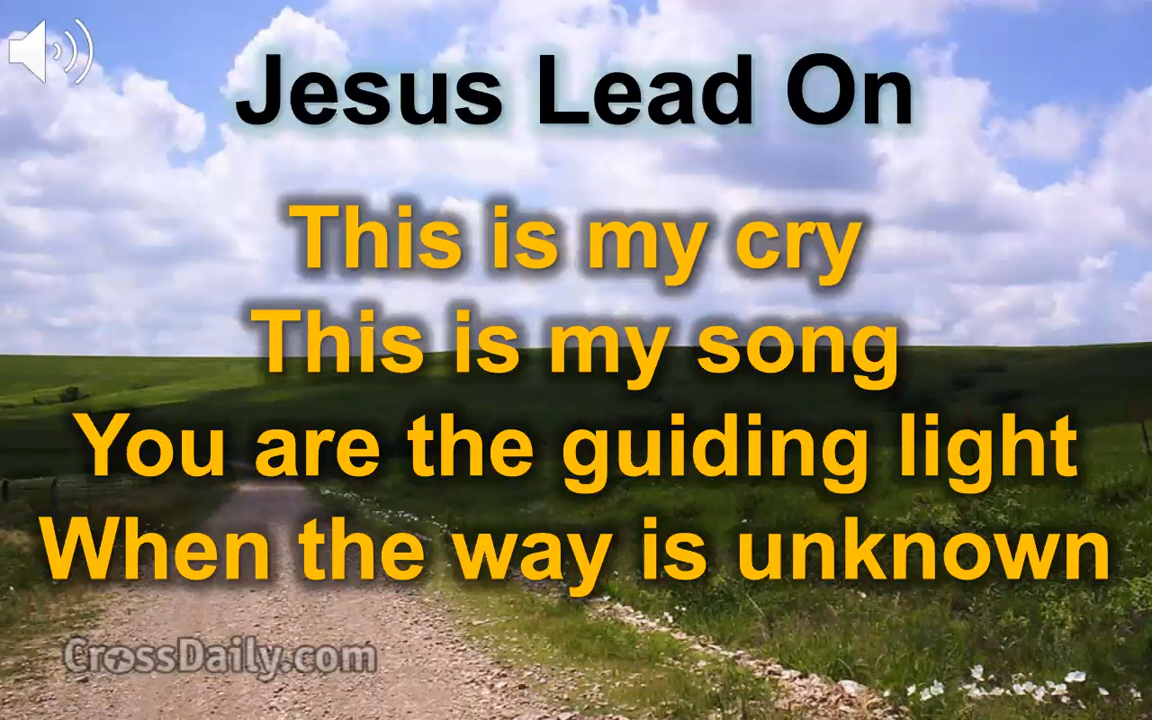 Jesus Lead On
This is my cry
This is my song
You are the guiding light
When the way is unknown
CrossDaily.com